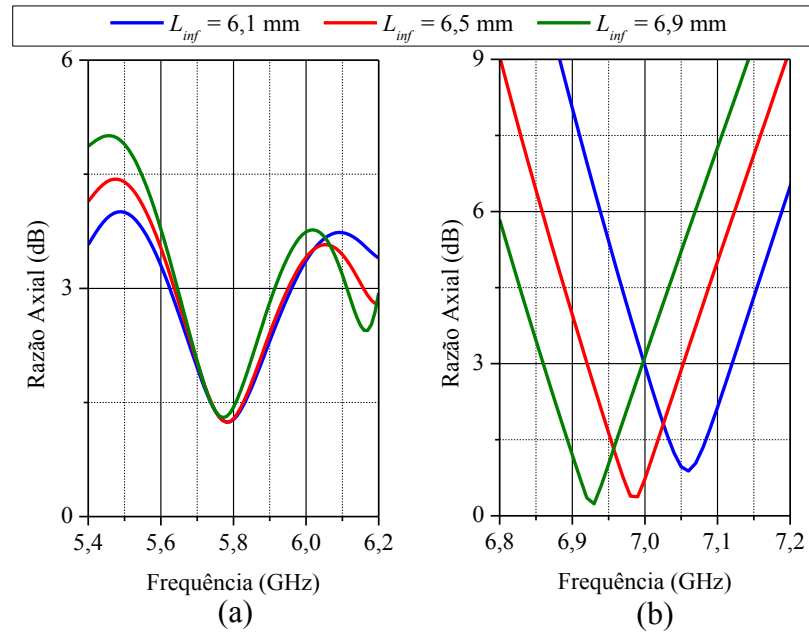 L_inf = 6,1 mm L_inf = 6,5 mm L_inf = 6,9 mm
6
3
0
Razão Axial (dB)
5,4 5,6 5,8 6,0 6,2
Frequência (GHz)
(a)
9
6
3
0
Razão Axial (dB)
6,8 6,9 7,0 7,1 7,2
Frequência (GHz)
(b)